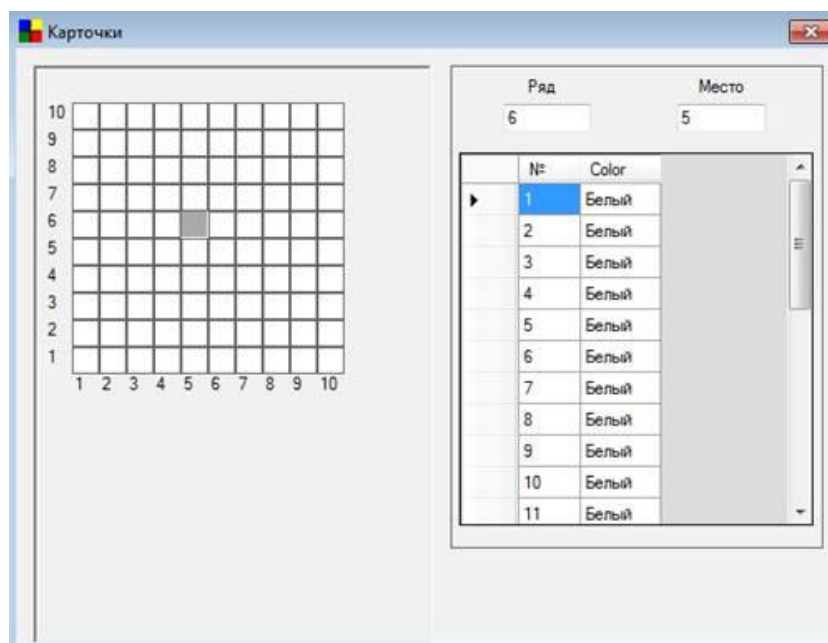 Карточки
Ряд Место
6 5
10
9
8
7
6
5
4
3
2
1
1 2 3 4 5 6 7 8 9 10
№ Color
1 Белый
2 Белый
3 Белый
4 Белый
5 Белый
6 Белый
7 Белый
8 Белый
9 Белый
10 Белый
11 Белый